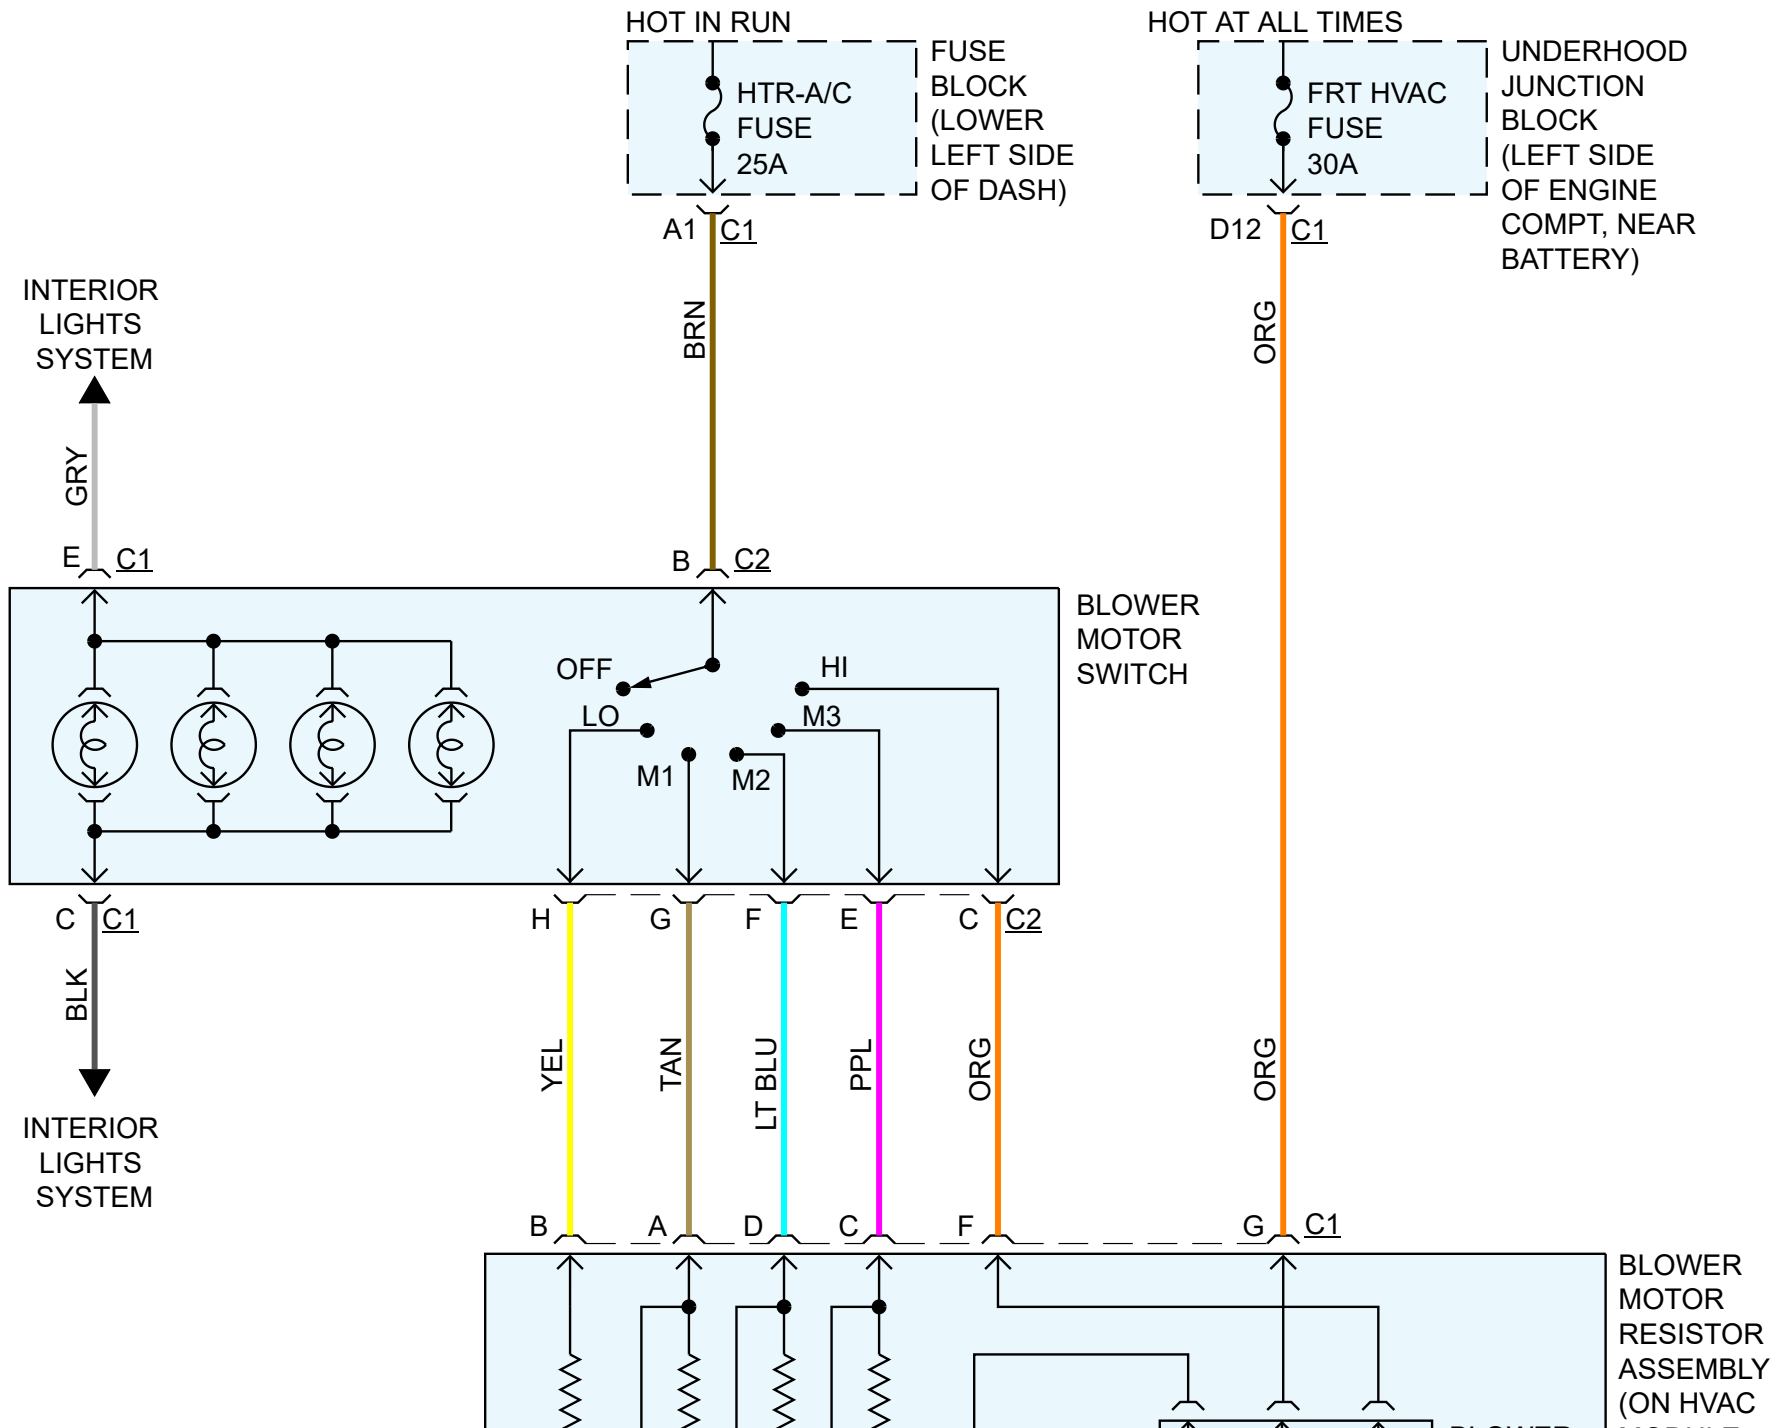 HOT IN RUN
HTR-A/C
FUSE
25A
FUSE
BLOCK
(LOWER
LEFT SIDE
OF DASH)
A1 C1
HOT AT ALL TIMES
FRT HVAC
FUSE
30A
UNDERHOOD
JUNCTION
BLOCK
(LEFT SIDE
OF ENGINE
COMPT, NEAR
BATTERY)
D12 C1
BRN
ORG
INTERIOR
LIGHTS
SYSTEM
GRY
E C1
B C2
BLOWER
MOTOR
SWITCH
OFF
HI
LO
M3
M1
M2
C C1
H G F E C C2
BLK
YEL
TAN
LT BLU
PPL
ORG
ORG
INTERIOR
LIGHTS
SYSTEM
B A D C F G C1
BLOWER
MOTOR
RESISTOR
ASSEMBLY
(ON HVAC